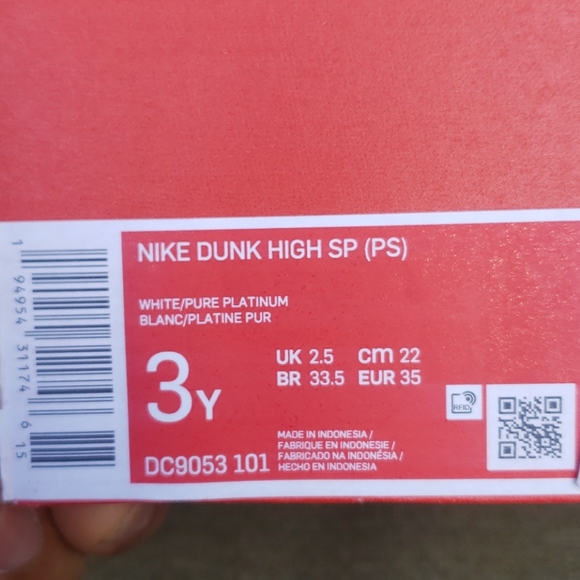 NIKE DUNK HIGH SP (PS)
WHITE/PURE PLATINUM
BLANC/PLATINE PUR
3Y
UK 2.5 cm 22
BR 33.5 EUR 35
RFID
MADE IN INDONESIA /
FABRIQUE EN INDONESIE /
FABRICADO NA INDONÉSIA /
HECHO EN INDONESIA
DC9053 101
1 94954 31174 6 15